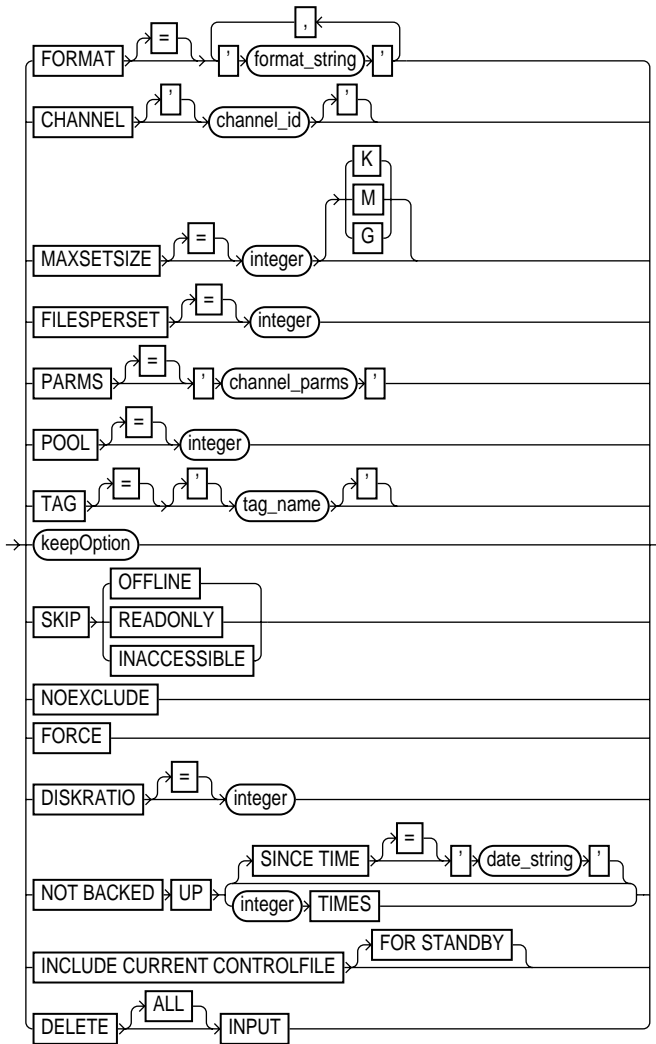 FORMAT = ' format_string ' ,
CHANNEL ' channel_id '
MAXSETSIZE = integer K M G
FILESPERSET = integer
PARMS = ' channel_parms '
POOL = integer
TAG = ' tag_name '
keepOption
OFFLINE
SKIP READONLY
INACCESSIBLE
NOEXCLUDE
FORCE
DISKRATIO = integer
SINCE TIME = ' date_string '
NOT BACKED UP
integer TIMES
INCLUDE CURRENT CONTROLFILE FOR STANDBY
DELETE ALL INPUT